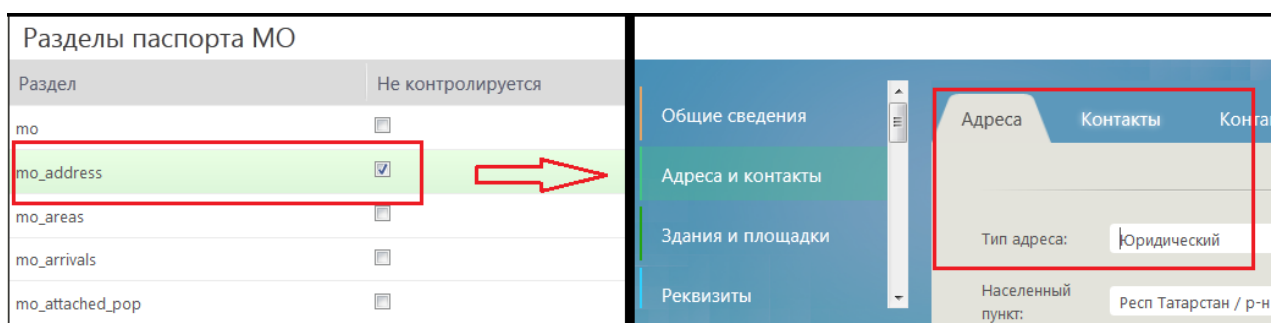 Разделы паспорта МО
Раздел Не контролируется
mo
mo_address
mo_areas
mo_arrivals
mo_attached_pop
Общие сведения
Адреса и контакты
Здания и площадки
Реквизиты
Адреса Контакты
Тип адреса: Юридический
Населенный
пункт: Респ Татарстан / р-н